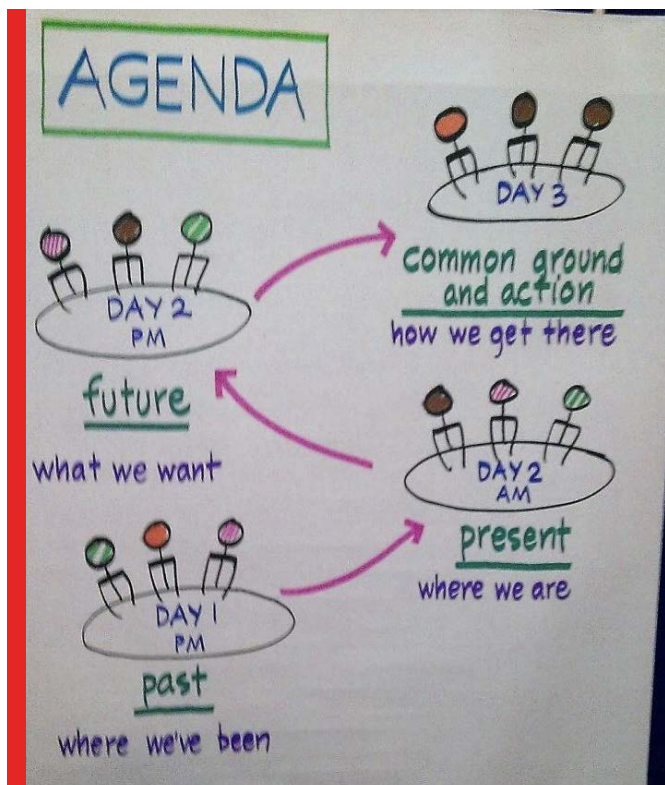 AGENDA
DAY 3
common ground
and action
how we get there
DAY 2
PM
future
what we want
DAY 2
AM
present
where we are
DAY 1
PM
past
where we've been